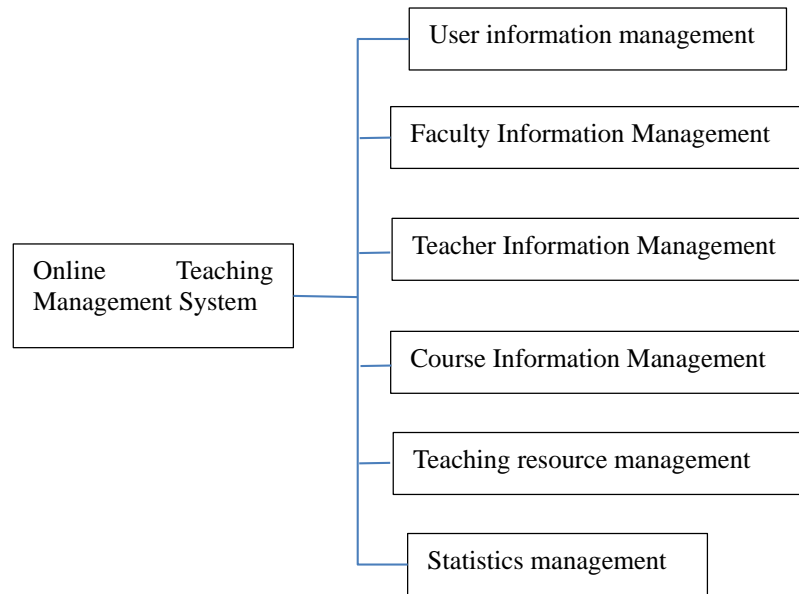 User information management
Faculty Information Management
Teacher Information Management
Online Teaching
Management System
Course Information Management
Teaching resource management
Statistics management